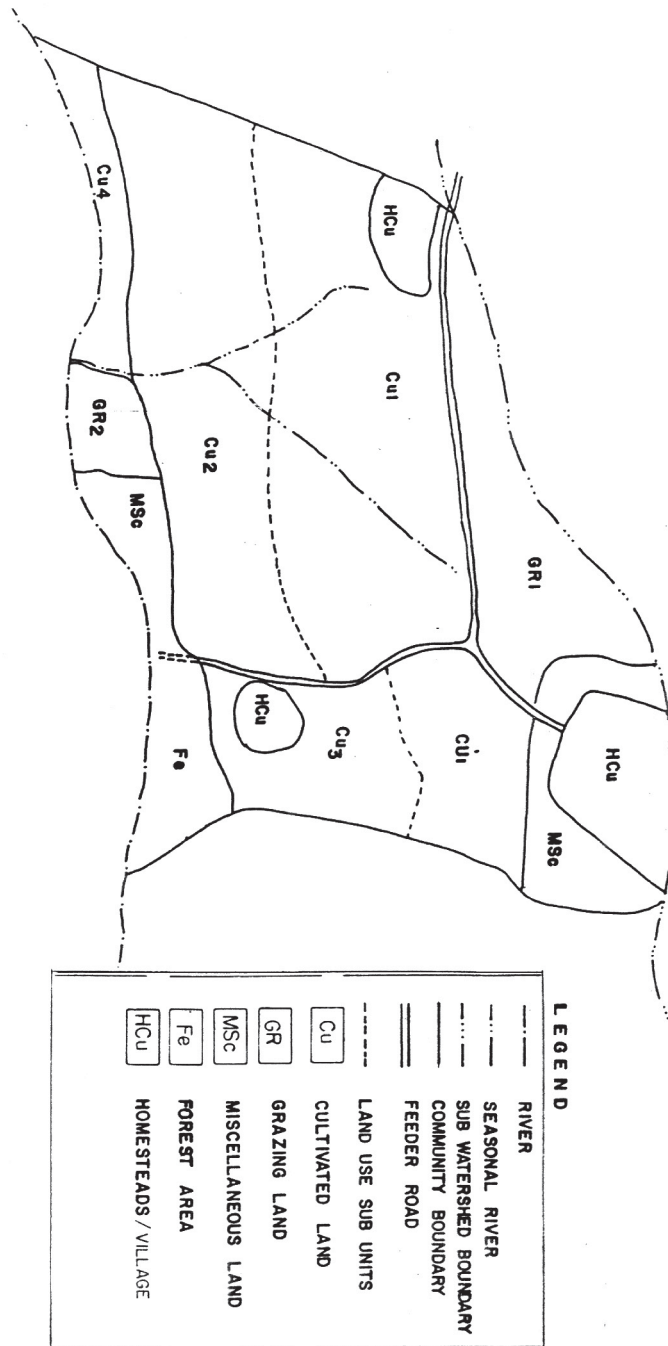 HCu
MSc
GR1
CU1
HCu
Cu1
Cu3
HCu
Cu2
Fe
MSc
Cu4
GR2
LEGEND
RIVER
SEASONAL RIVER
SUB WATERSHED BOUNDARY
COMMUNITY BOUNDARY
FEEDER ROAD
LAND USE SUB UNITS
Cu CULTIVATED LAND
GR GRAZING LAND
MSc MISCELLANEOUS LAND
Fe FOREST AREA
HCu HOMESTEADS / VILLAGE